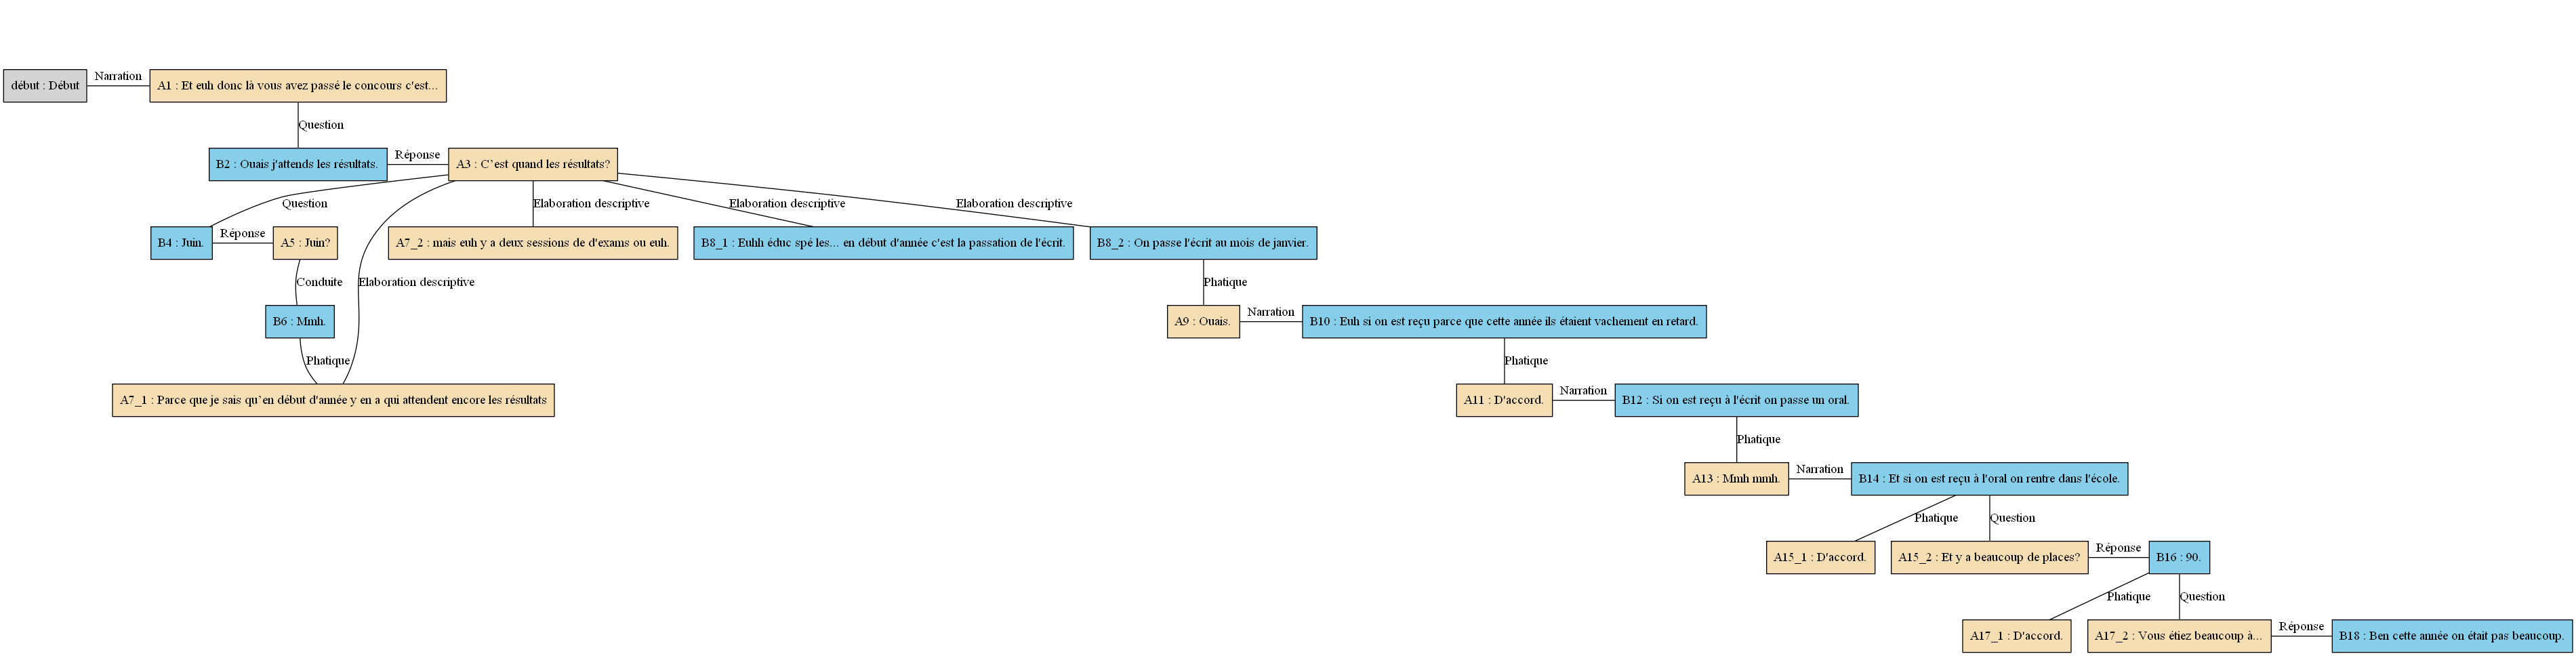 début : Début
Narration
A1 : Et euh donc là vous avez passé le concours c'est...
Question
B2 : Ouais j'attends les résultats.
Réponse
A3 : C’est quand les résultats?
Question
Elaboration descriptive
Elaboration descriptive
Elaboration descriptive
B4 : Juin.
Réponse
A5 : Juin?
A7_2 : mais euh y a deux sessions de d'exams ou euh.
B8_1 : Euhh éduc spé les... en début d'année c'est la passation de l'écrit.
B8_2 : On passe l'écrit au mois de janvier.
Conduite
Elaboration descriptive
Phatique
B6 : Mmh.
A9 : Ouais.
Narration
B10 : Euh si on est reçu parce que cette année ils étaient vachement en retard.
Phatique
Phatique
A7_1 : Parce que je sais qu’en début d'année y en a qui attendent encore les résultats
A11 : D'accord.
Narration
B12 : Si on est reçu à l'écrit on passe un oral.
Phatique
A13 : Mmh mmh.
Narration
B14 : Et si on est reçu à l'oral on rentre dans l'école.
Phatique
Question
A15_1 : D'accord.
A15_2 : Et y a beaucoup de places?
Réponse
B16 : 90.
Phatique
Question
A17_1 : D'accord.
A17_2 : Vous étiez beaucoup à...
Réponse
B18 : Ben cette année on était pas beaucoup.